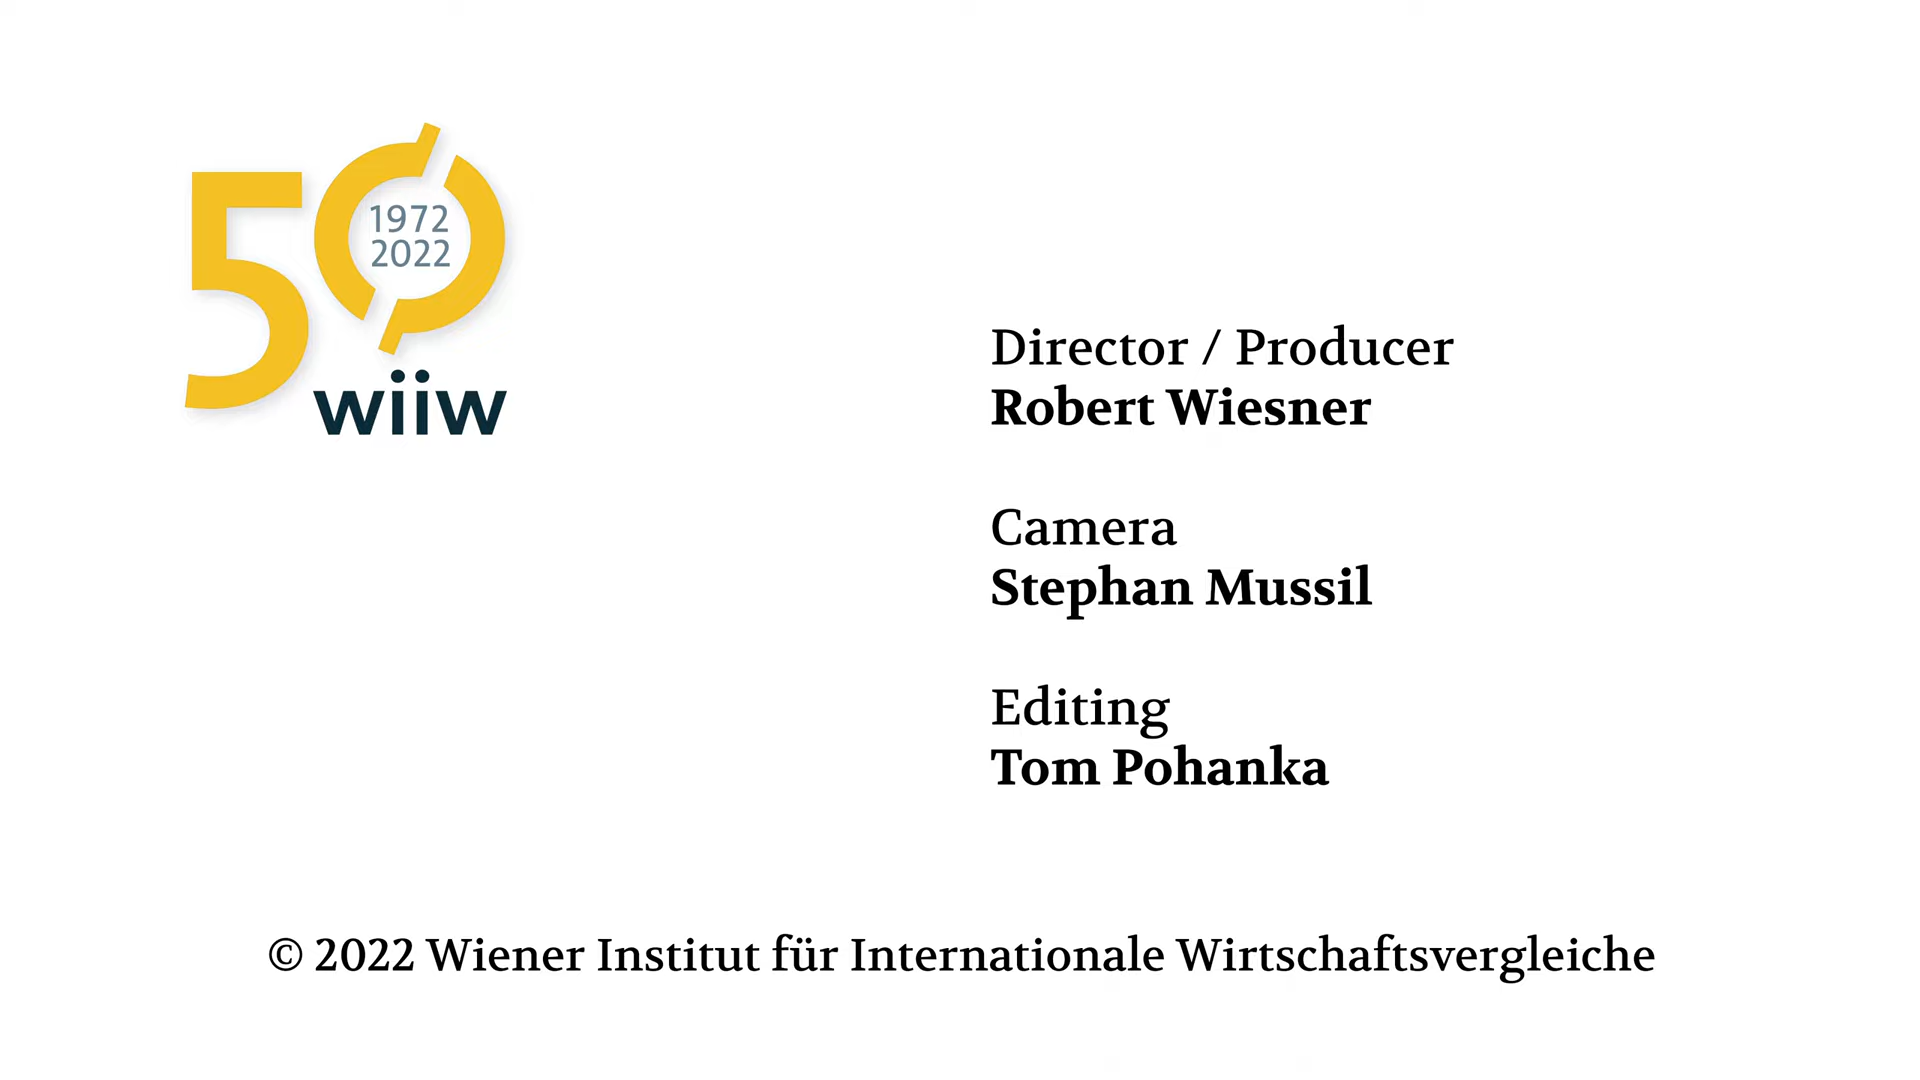 50
1972
2022
wiiw
Director / Producer
Robert Wiesner
Camera
Stephan Mussil
Editing
Tom Pohanka
© 2022 Wiener Institut für Internationale Wirtschaftsvergleiche